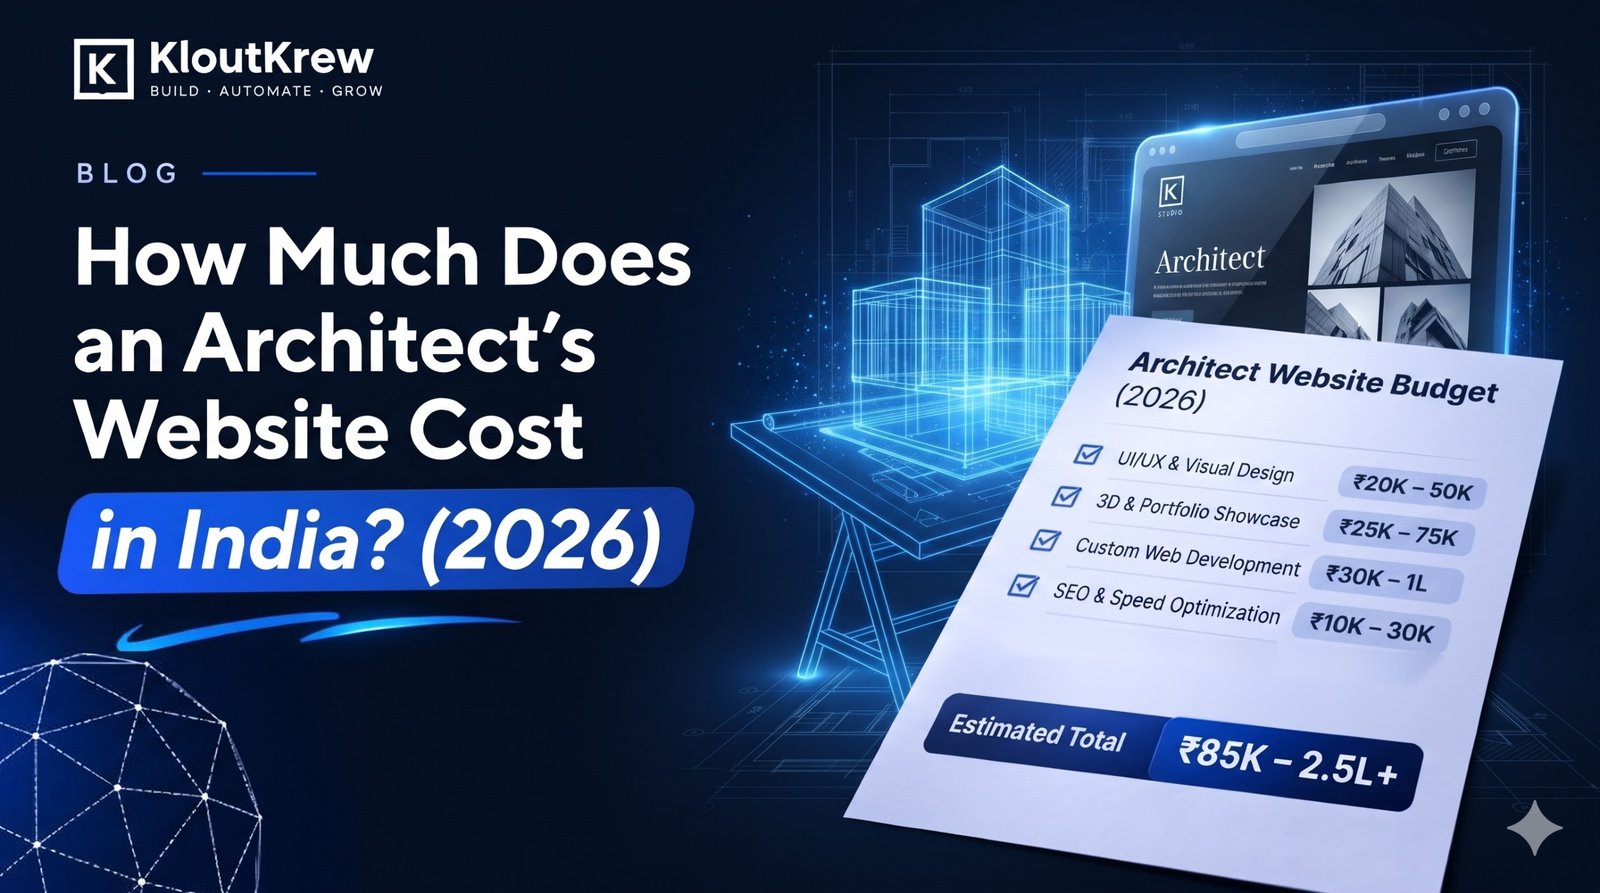 K
KloutKrew
BUILD · AUTOMATE · GROW
BLOG
How Much Does
an Architect's
Website Cost
in India? (2026)
K
STUDIO
Architect
Architect Website Budget
(2026)
UI/UX & Visual Design ₹20K – 50K
3D & Portfolio Showcase ₹25K – 75K
Custom Web Development ₹30K – 1L
SEO & Speed Optimization ₹10K – 30K
Estimated Total ₹85K – 2.5L+